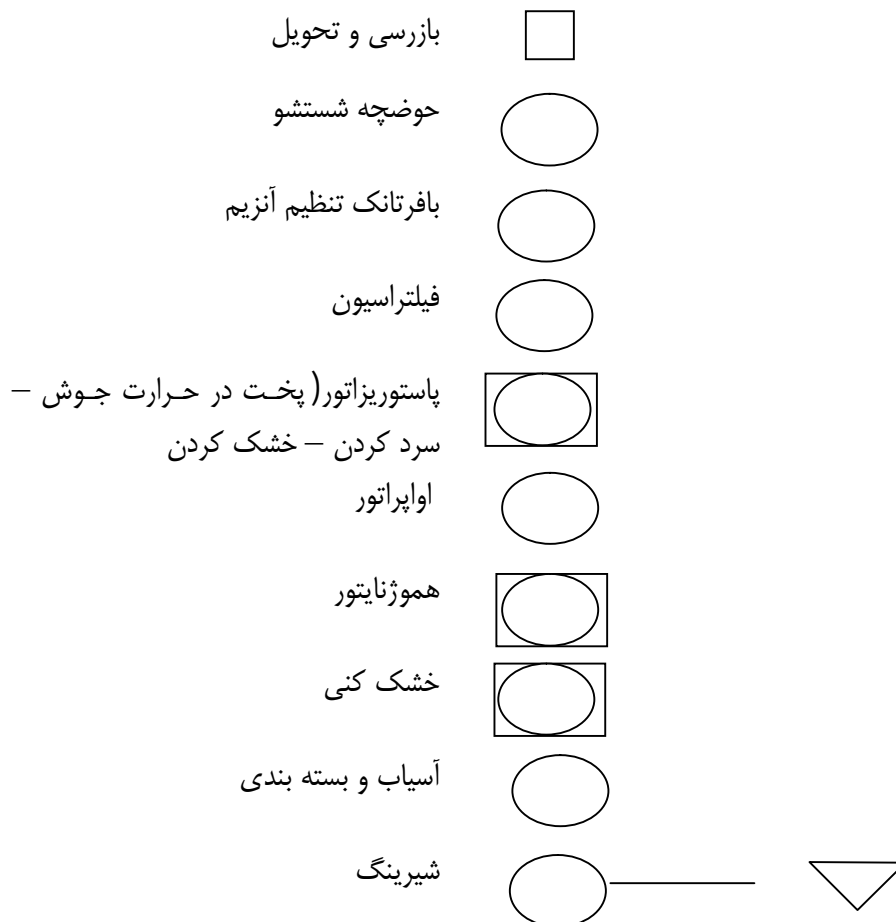 بازرسی و تحویل
حوضچه شستشو
بافرتانک تنظیم آنزیم
فیلتراسیون
پاستوریزاتور( پخت در حرارت جوش –
سرد کردن – خشک کردن
اواپراتور
هموژنایتور
خشک کنی
آسیاب و بسته بندی
شیرینگ